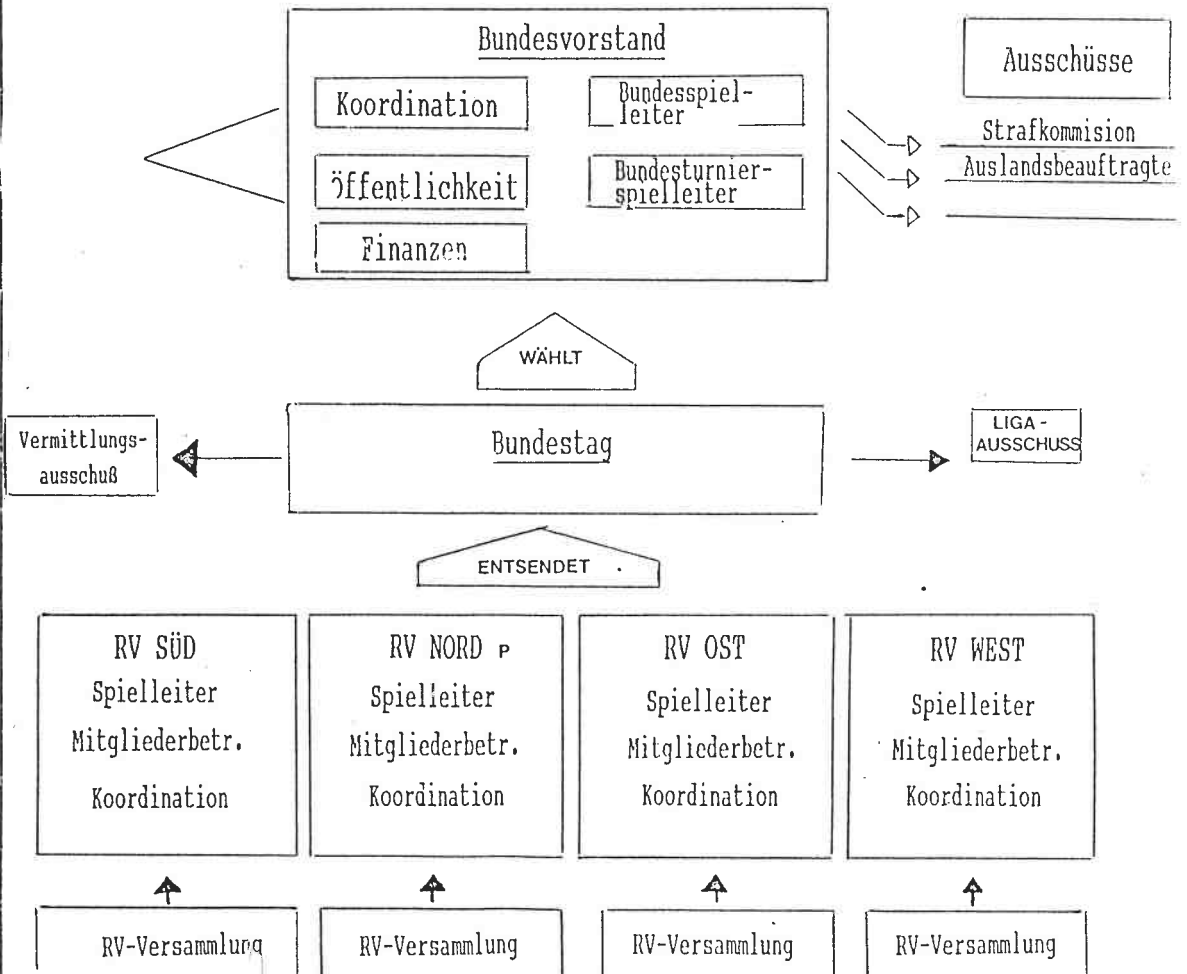 Bundesvorstand
Koordination
Bundesspiel-
leiter
öffentlichkeit
Bundesturnier-
spielleiter
Finanzen
Ausschüsse
Strafkommision
Auslandsbeauftragte
WÄHLT
Vermittlungs-
ausschuß
Bundestag
LIGA-
AUSSCHUSS
ENTSENDET
RV SÜD
Spielleiter
Mitgliederbetr.
Koordination
RV NORD P
Spielleiter
Mitgliederbetr.
Koordination
RV OST
Spielleiter
Mitgliederbetr.
Koordination
RV WEST
Spielleiter
Mitgliederbetr.
Koordination
RV-Versammlung
RV-Versammlung
RV-Versammlung
RV-Versammlung